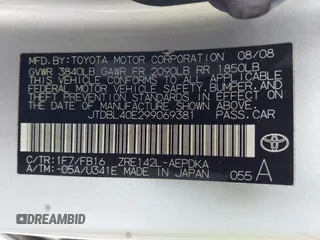 MFD. BY: TOYOTA MOTOR CORPORATION 08/08
GVWR 3840LB GAWR FR 2090LB RR 1850LB
THIS VEHICLE CONFORMS TO ALL APPLICABLE
FEDERAL MOTOR VEHICLE SAFETY, BUMPER, AND
THEFT PREVENTION STANDARDS IN EFFECT ON
THE DATE OF MANUFACTURE SHOWN ABOVE.
JTDBL40E299069381 PASS.CAR
C/TR: 1F7/FB16 ZRE142L-AEPDKA
A/TM: -05A/U341E MADE IN JAPAN 055 A
TOYOTA
DREAMBID